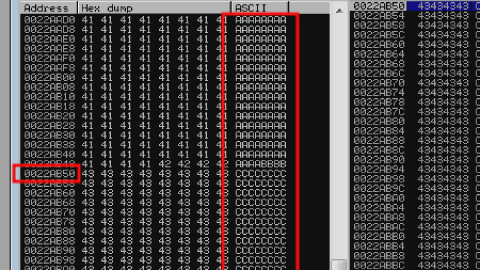 Address Hex dump ASCII
0022AAD0 41 41 41 41 41 41 41 41 AAAAAAAA
0022AAD8 41 41 41 41 41 41 41 41 AAAAAAAA
0022AAE0 41 41 41 41 41 41 41 41 AAAAAAAA
0022AAE8 41 41 41 41 41 41 41 41 AAAAAAAA
0022AAF0 41 41 41 41 41 41 41 41 AAAAAAAA
0022AAF8 41 41 41 41 41 41 41 41 AAAAAAAA
0022AB00 41 41 41 41 41 41 41 41 AAAAAAAA
0022AB08 41 41 41 41 41 41 41 41 AAAAAAAA
0022AB10 41 41 41 41 41 41 41 41 AAAAAAAA
0022AB18 41 41 41 41 41 41 41 41 AAAAAAAA
0022AB20 41 41 41 41 41 41 41 41 AAAAAAAA
0022AB28 41 41 41 41 41 41 41 41 AAAAAAAA
0022AB30 41 41 41 41 41 41 41 41 AAAAAAAA
0022AB38 41 41 41 41 41 41 41 41 AAAAAAAA
0022AB40 41 41 41 41 41 41 41 41 AAAAAAAA
41 41 41 41 42 42 42 42 AAAABBBB
0022AB50 43 43 43 43 43 43 43 43 CCCCCCCC
43 43 43 43 43 43 43 43 CCCCCCCC
0022AB60 43 43 43 43 43 43 43 43 CCCCCCCC
0022AB68 43 43 43 43 43 43 43 43 CCCCCCCC
0022AB70 43 43 43 43 43 43 43 43 CCCCCCCC
0022AB78 43 43 43 43 43 43 43 43 CCCCCCCC
0022AB80 43 43 43 43 43 43 43 43 CCCCCCCC
0022AB88 43 43 43 43 43 43 43 43 CCCCCCCC
0022AB90 43 43 43 43 43 43 43 43 CCCCCCCC
0022AB98 43 43 43 43 43 43 43 43 CCCCCCCC
0022AB50 43434343
0022AB54 43434343
0022AB58 43434343
0022AB5C 43434343
0022AB60 43434343
0022AB64 43434343
0022AB68 43434343
0022AB6C 43434343
0022AB70 43434343
0022AB74 43434343
0022AB78 43434343
0022AB7C 43434343
0022AB80 43434343
0022AB84 43434343
0022AB88 43434343
0022AB8C 43434343
0022AB90 43434343
0022AB94 43434343
0022AB98 43434343
0022AB9C 43434343
0022ABA0 43434343
0022ABA4 43434343
0022ABA8 43434343
0022ABAC 43434343
0022ABB0 43434343
0022ABB4 43434343
0022ABB8 43434343
0022ABBC 43434343